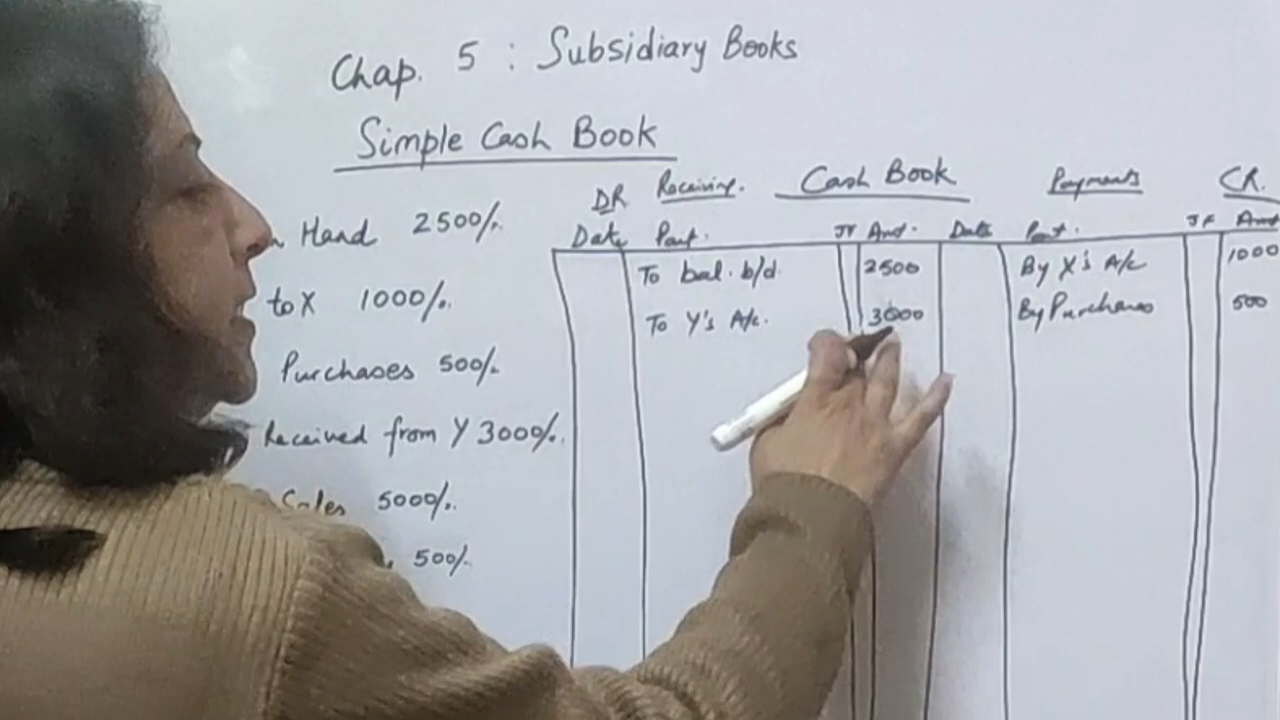 Chap. 5 : Subsidiary Books
Simple Cash Book
Hand 2500/-
to X 1000/-
Purchases 500/-
Received from Y 3000/-
Sales 5000/-
500/-
DR Receiving. Cash Book Payments CR.
Date Part. JF Amt. Date Part. JF Amt
To bal. b/d. 2500 By X's A/c 1000
To Y's A/c. 3000 By Purchases 500